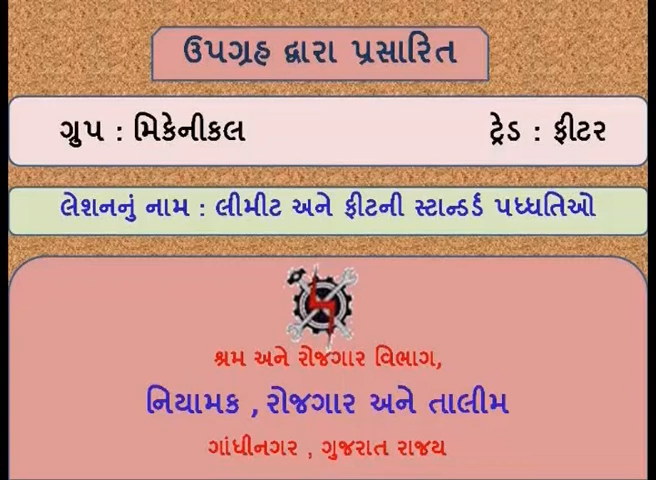 ઉપગ્રહ દ્વારા પ્રસારિત
ગ્રુપ : મિકેનીકલ ટ્રેડ : ફીટર
લેશનનું નામ : લીમીટ અને ફીટની સ્ટાન્ડર્ડ પધ્ધતિઓ
શ્રમ અને રોજગાર વિભાગ,
નિયામક , રોજગાર અને તાલીમ
ગાંધીનગર , ગુજરાત રાજય